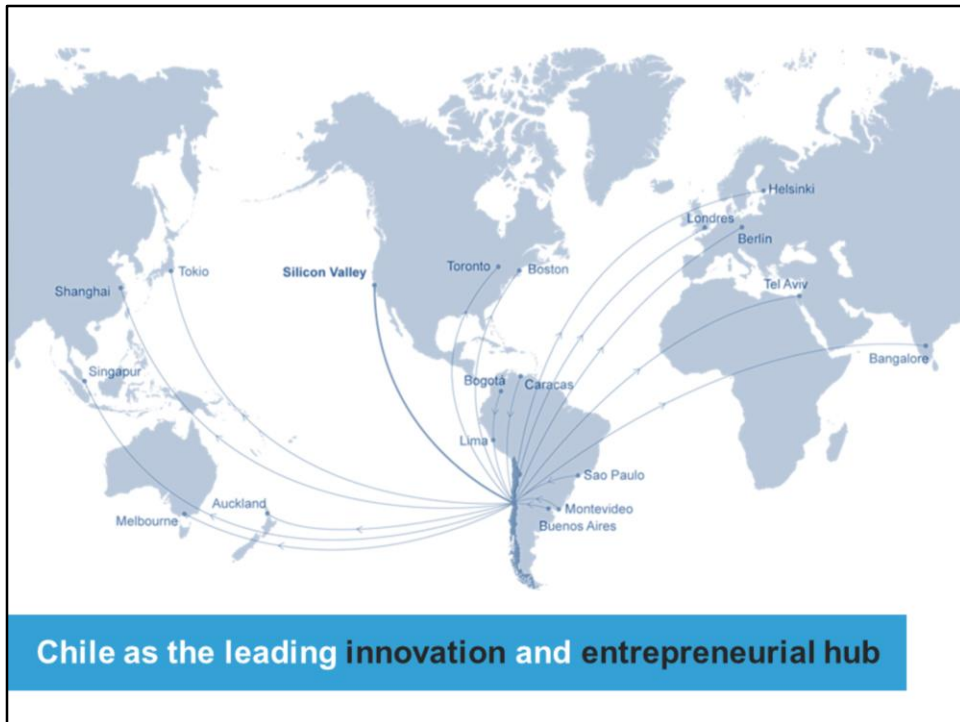 Helsinki
Londres
Berlín
Silicon Valley
Toronto
Boston
Tokio
Shanghai
Tel Aviv
Bangalore
Singapur
Bogotá
Caracas
Lima
Sao Paulo
Auckland
Montevideo
Melbourne
Buenos Aires
Chile as the leading innovation and entrepreneurial hub